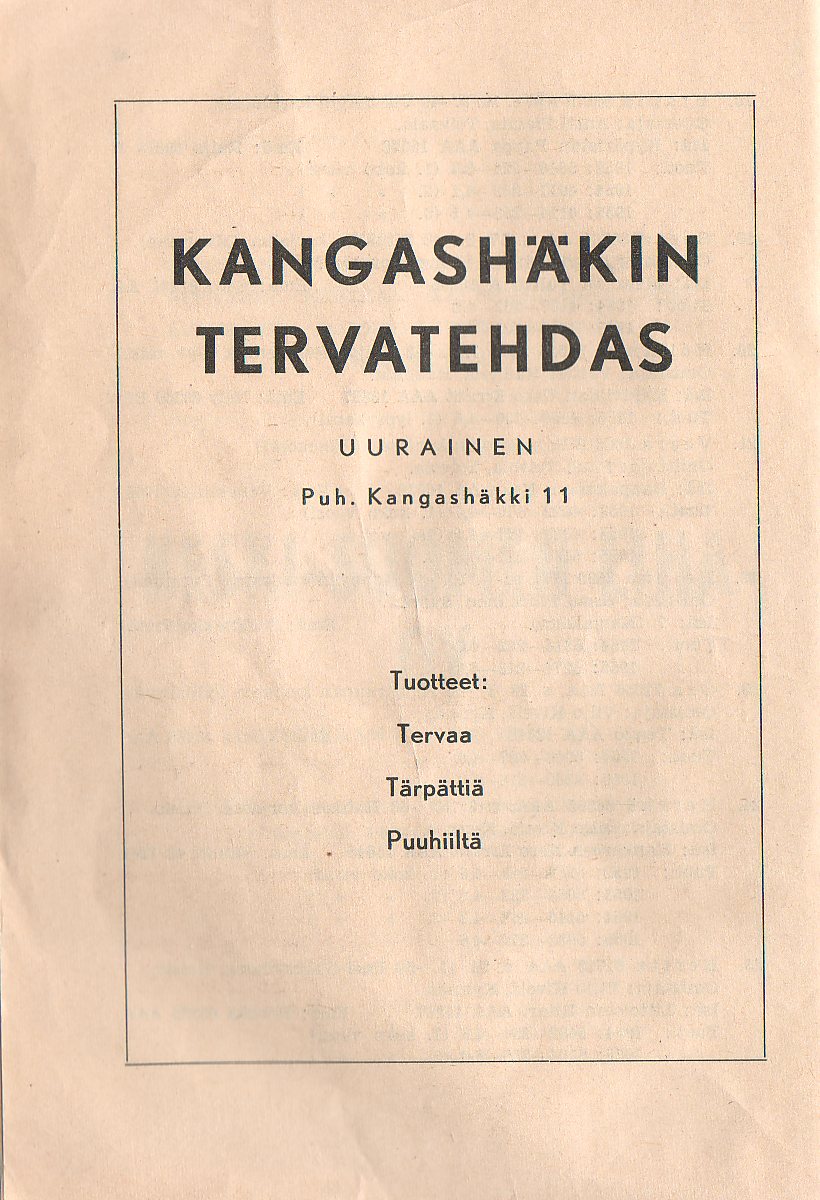 KANGASHÄKIN
TERVATEHDAS
UURAINEN
Puh. Kangashäkki 11
Tuotteet:
Tervaa
Tärpättiä
Puuhiiltä